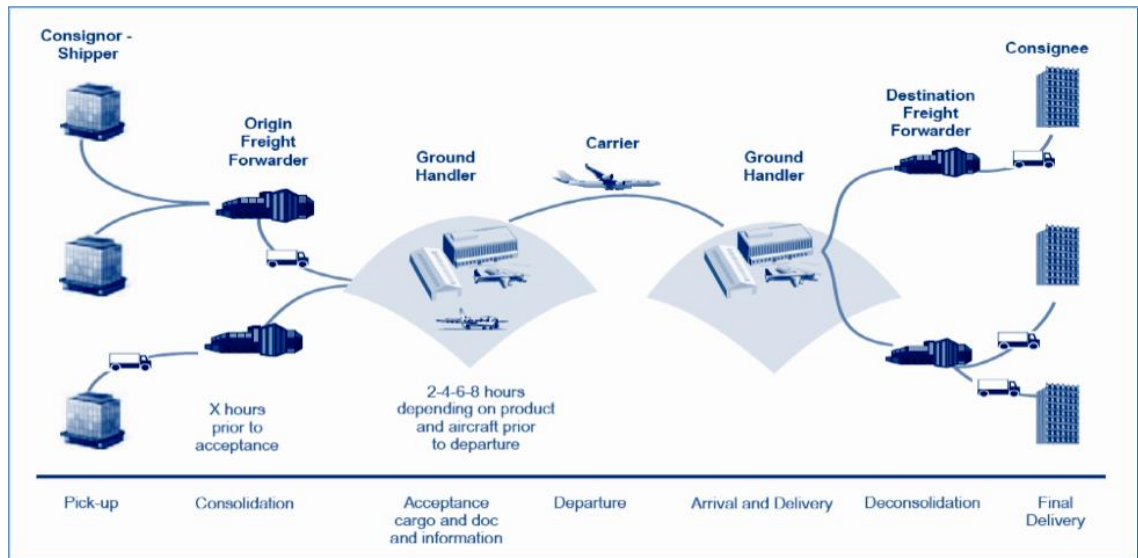 Consignor -
Shipper
Origin
Freight
Forwarder
Ground
Handler
Carrier
Ground
Handler
Destination
Freight
Forwarder
Consignee
X hours
prior to
acceptance
2-4-6-8 hours
depending on product
and aircraft prior
to departure
Pick-up
Consolidation
Acceptance
cargo and doc
and information
Departure
Arrival and Delivery
Deconsolidation
Final
Delivery